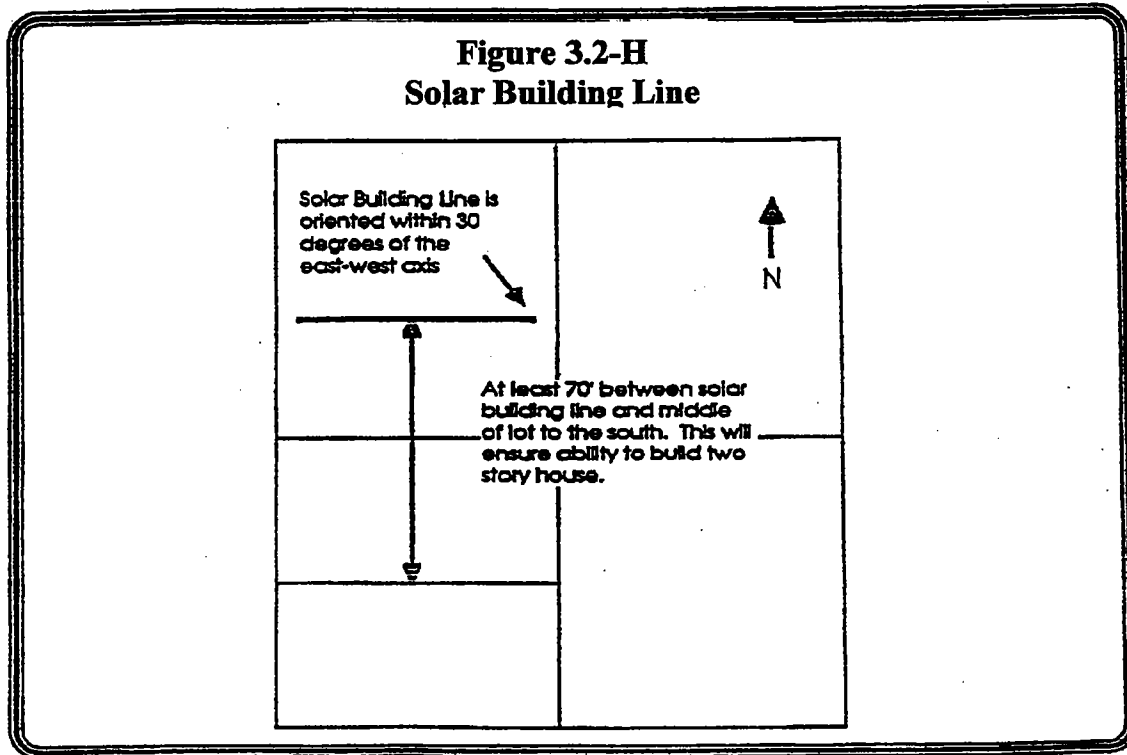 Figure 3.2-H
Solar Building Line
Solar Building Line is
oriented within 30
degrees of the
east-west axis
N
At least 70' between solar
building line and middle
of lot to the south. This will
ensure ability to build two
story house.